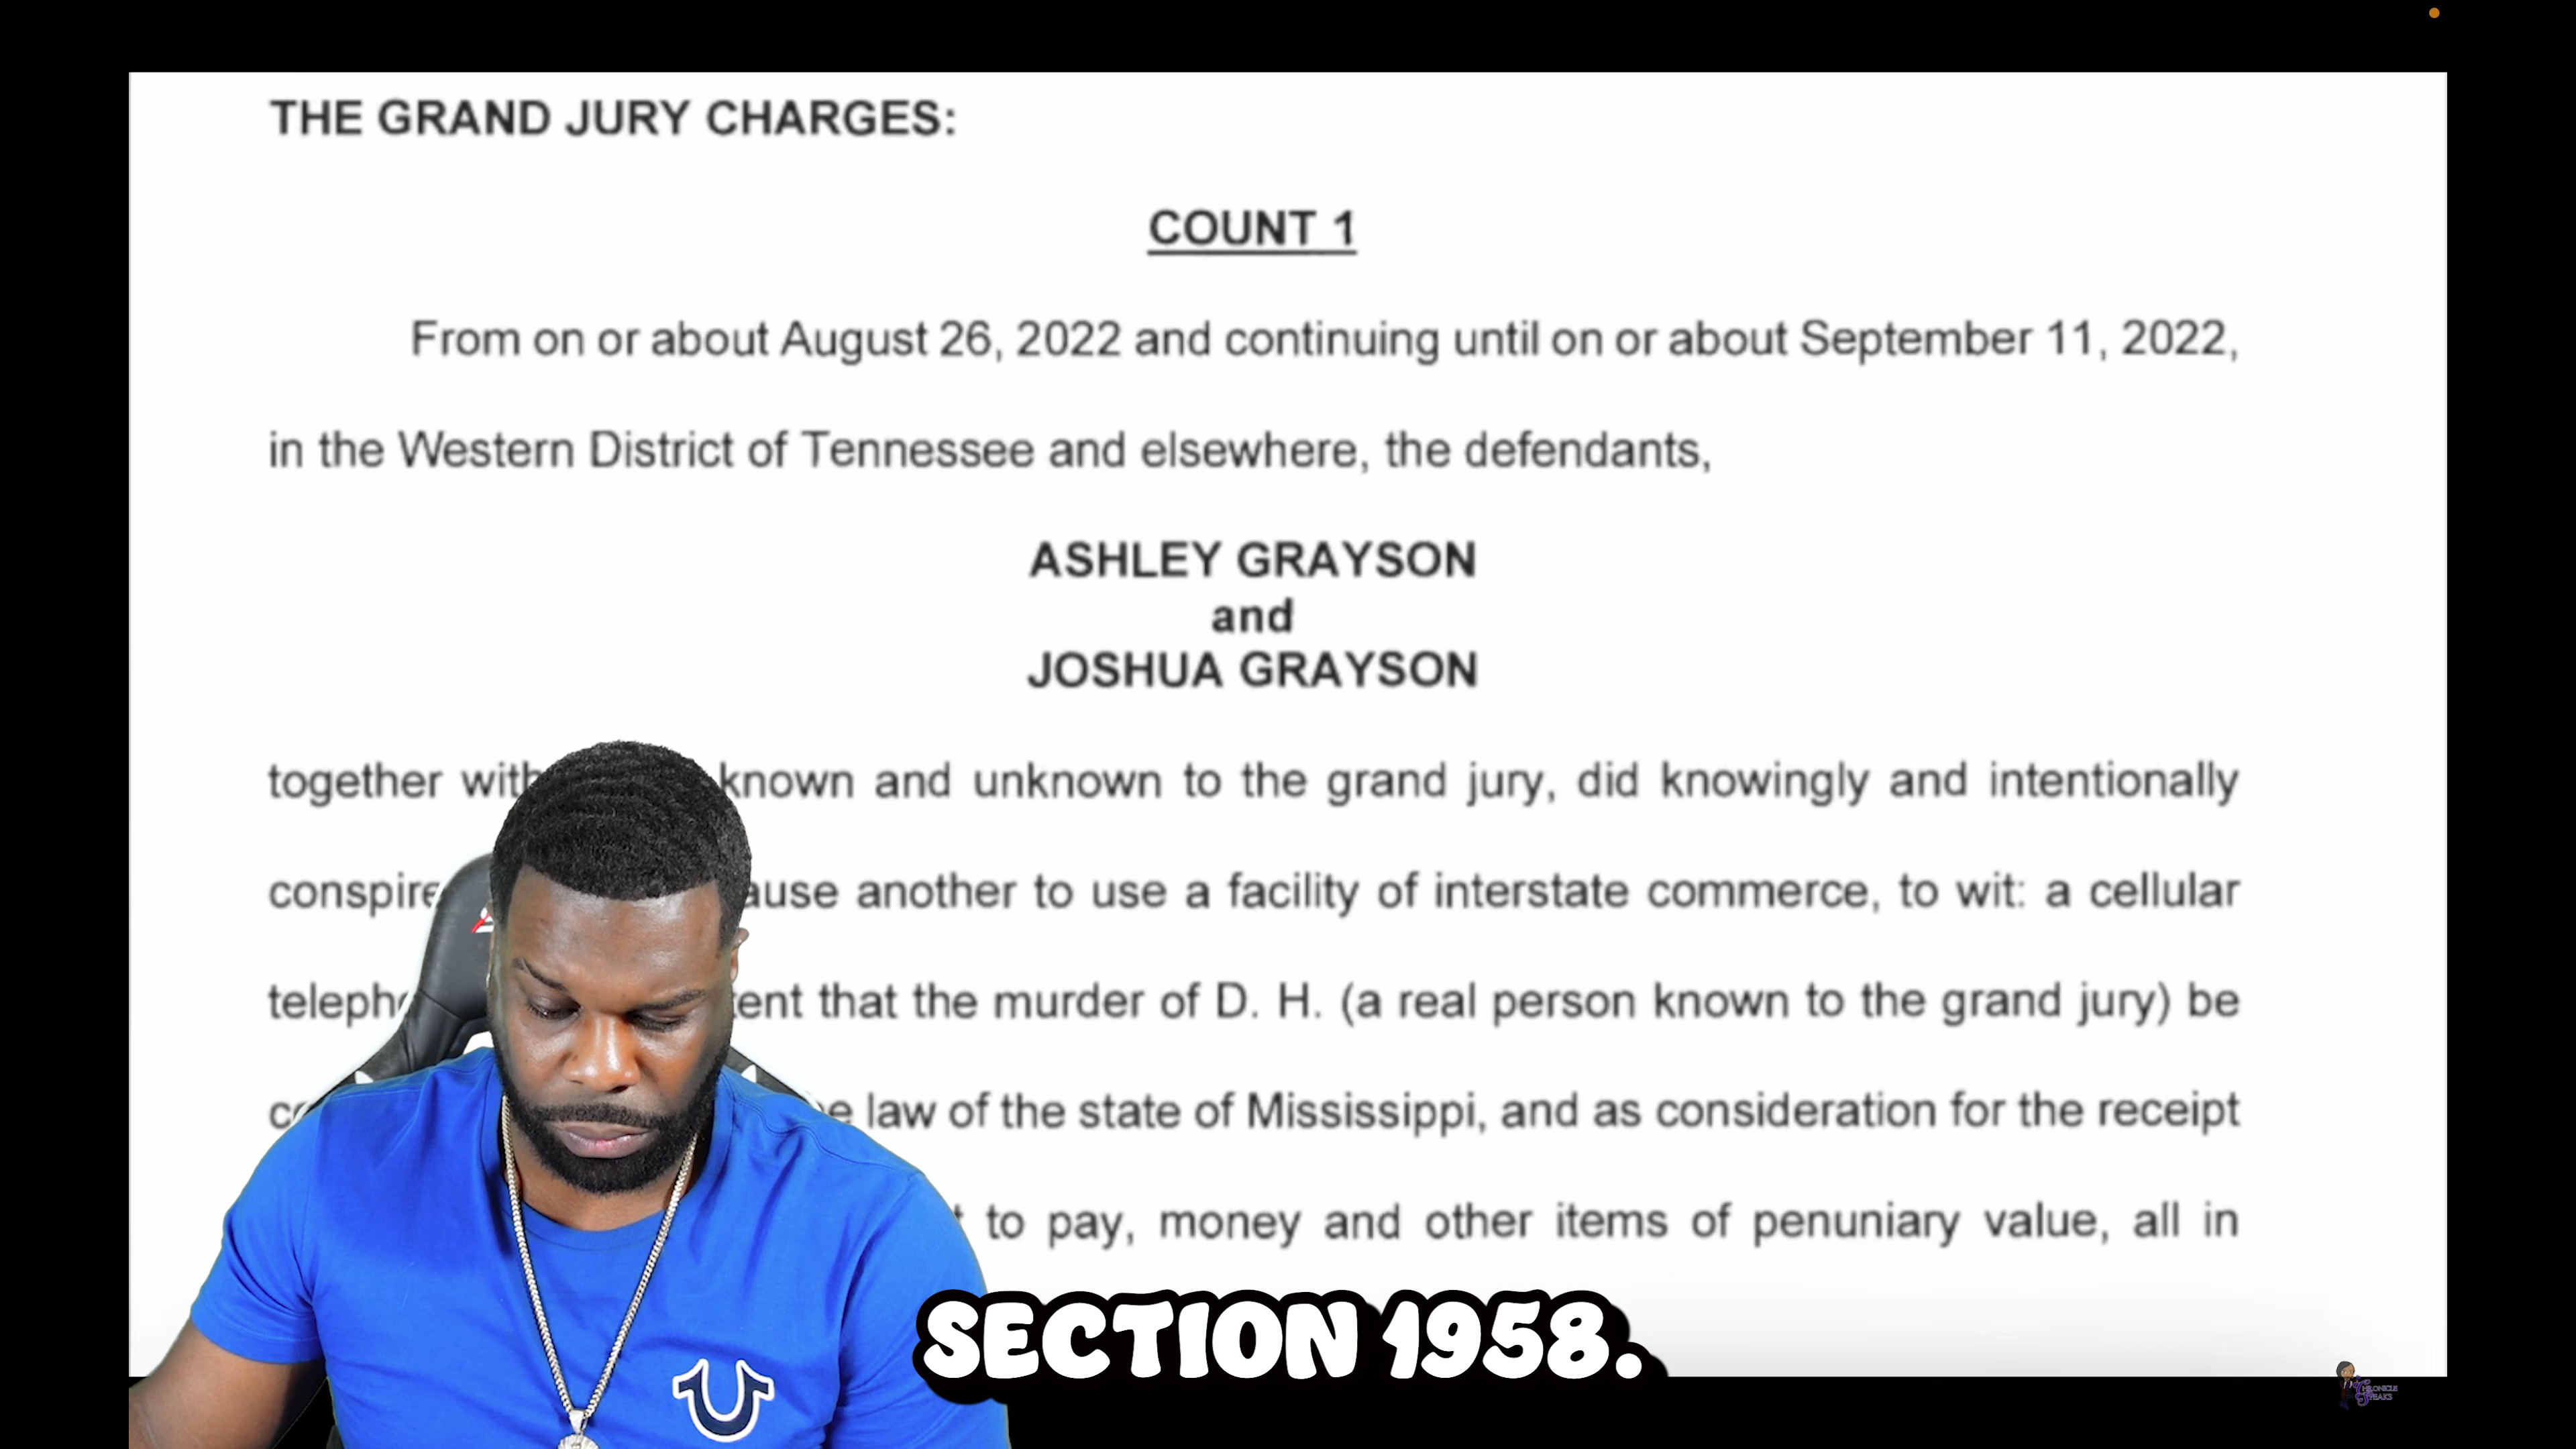 THE GRAND JURY CHARGES:
COUNT 1
From on or about August 26, 2022 and continuing until on or about September 11, 2022,
in the Western District of Tennessee and elsewhere, the defendants,
ASHLEY GRAYSON
and
JOSHUA GRAYSON
together with known and unknown to the grand jury, did knowingly and intentionally
conspire ause another to use a facility of interstate commerce, to wit: a cellular
teleph tent that the murder of D. H. (a real person known to the grand jury) be
law of the state of Mississippi, and as consideration for the receipt
to pay, money and other items of penuniary value, all in
SECTION 1958.
CHRONICLE
SPEAKS